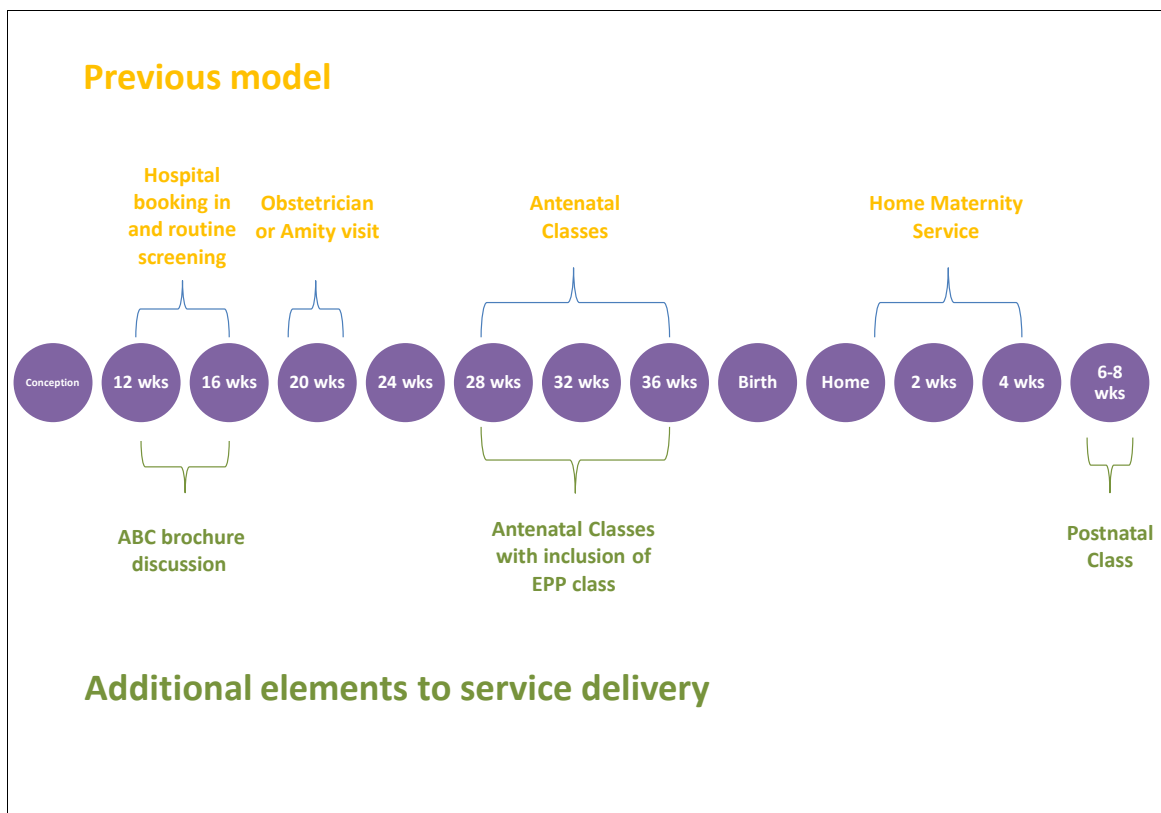 Previous model
Hospital
booking in
and routine
screening
Obstetrician
or Amity visit
Antenatal
Classes
Home Maternity
Service
Conception
12 wks
16 wks
20 wks
24 wks
28 wks
32 wks
36 wks
Birth
Home
2 wks
4 wks
6-8
wks
ABC brochure
discussion
Antenatal Classes
with inclusion of
EPP class
Postnatal
Class
Additional elements to service delivery